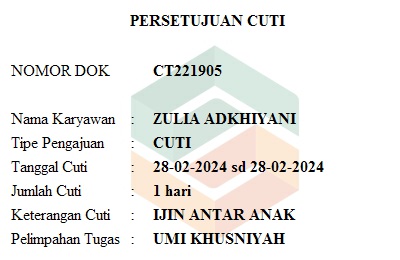 PERSETUJUAN CUTI
NOMOR DOK CT221905
Nama Karyawan : ZULIA ADKHIYANI
Tipe Pengajuan : CUTI
Tanggal Cuti : 28-02-2024 sd 28-02-2024
Jumlah Cuti : 1 hari
Keterangan Cuti : IJIN ANTAR ANAK
Pelimpahan Tugas : UMI KHUSNIYAH